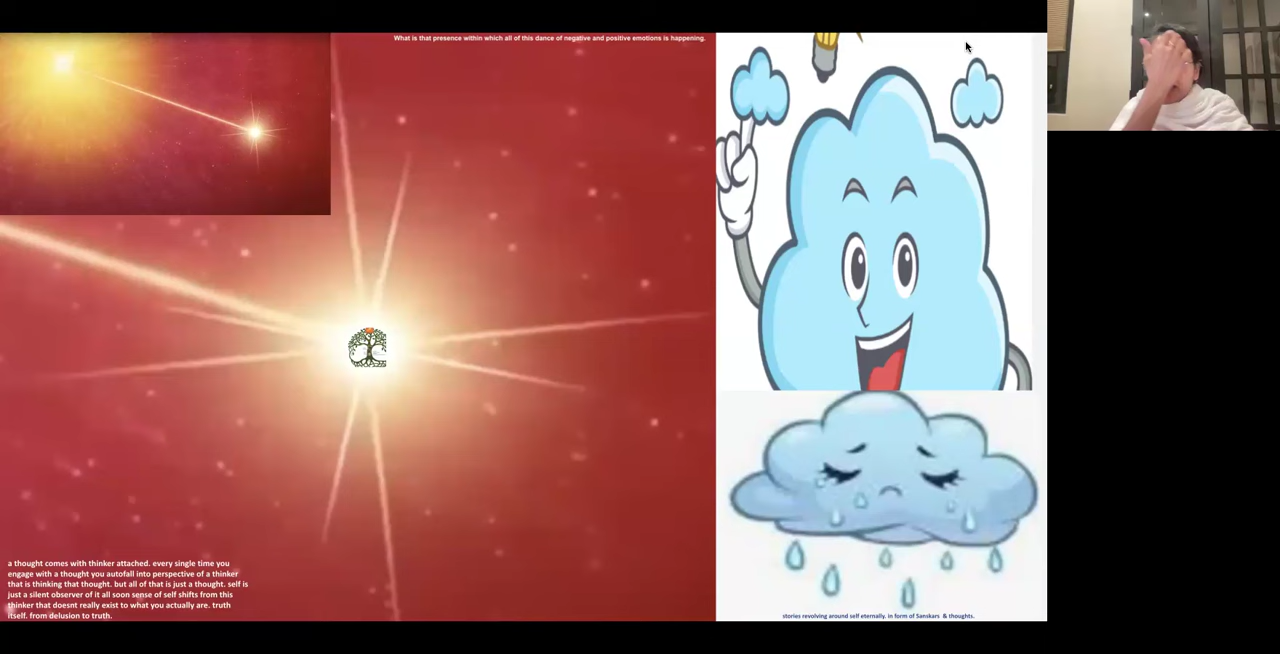 What is that presence within which all of this dance of negative and positive emotions is happening.
a thought comes with thinker attached. every single time you
engage with a thought you autofall into perspective of a thinker
that is thinking that thought. but all of that is just a thought. self is
just a silent observer of it all soon sense of self shifts from this
thinker that doesnt really exist to what you actually are. truth
itself. from delusion to truth.
stories revolving around self eternally. in form of Sanskars & thoughts.